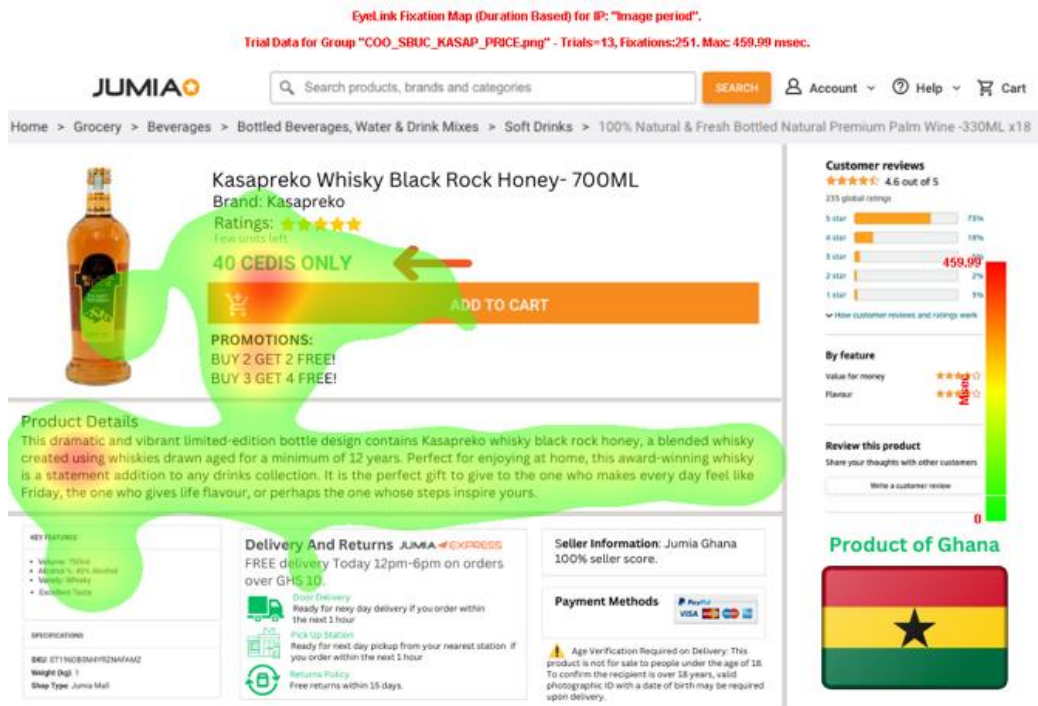 EyeLink Fixation Map (Duration Based) for IP: "Image period".
Trial Data for Group "COO_SBUC_KASAP_PRICE.png" - Trials=13, Fixations:251. Max: 459.99 msec.
JUMIA
Search products, brands and categories
SEARCH
Account
Help
Cart
Home > Grocery > Beverages > Bottled Beverages, Water & Drink Mixes > Soft Drinks > 100% Natural & Fresh Bottled Natural Premium Palm Wine -330ML x18
Kasapreko Whisky Black Rock Honey- 700ML
Brand: Kasapreko
Ratings:
Few units left
40 CEDIS ONLY
ADD TO CART
PROMOTIONS:
BUY 2 GET 2 FREE!
BUY 3 GET 4 FREE!
Product Details
This dramatic and vibrant limited-edition bottle design contains Kasapreko whisky black rock honey, a blended whisky
created using whiskies drawn aged for a minimum of 12 years. Perfect for enjoying at home, this award-winning whisky
is a statement addition to any drinks collection. It is the perfect gift to give to the one who makes every day feel like
Friday, the one who gives life flavour, or perhaps the one whose steps inspire yours.
KEY FEATURES
• Volume: 700ml
• Alcohol %: 40% Alcohol
• Variety: Whisky
• Excellent Taste
SPECIFICATIONS
SKU:
Weight (kg): 1
Shop Type: Jumia Mall
Delivery And Returns JUMIA EXPRESS
FREE delivery Today 12pm-6pm on orders
over GHS 10.
Door Delivery
Ready for nexy day delivery if you order within
the next 1 hour
Pick Up Station
Ready for next day pickup from your nearest station if
you order within the next 1 hour
Returns Policy
Free returns within 15 days.
Seller Information: Jumia Ghana
100% seller score.
Payment Methods
PayPal
VISA
Age Verification Required on Delivery: This
product is not for sale to people under the age of 18.
To confirm the recipient is over 18 years, valid
photographic ID with a date of birth may be required
upon delivery.
Customer reviews
4.6 out of 5
235 global ratings
5 star 73%
4 star 18%
3 star
2 star 2%
1 star 3%
How customer reviews and ratings work
By feature
Value for money
Flavour
Review this product
Share your thoughts with other customers
Write a customer review
459.99
Msec
0
Product of Ghana